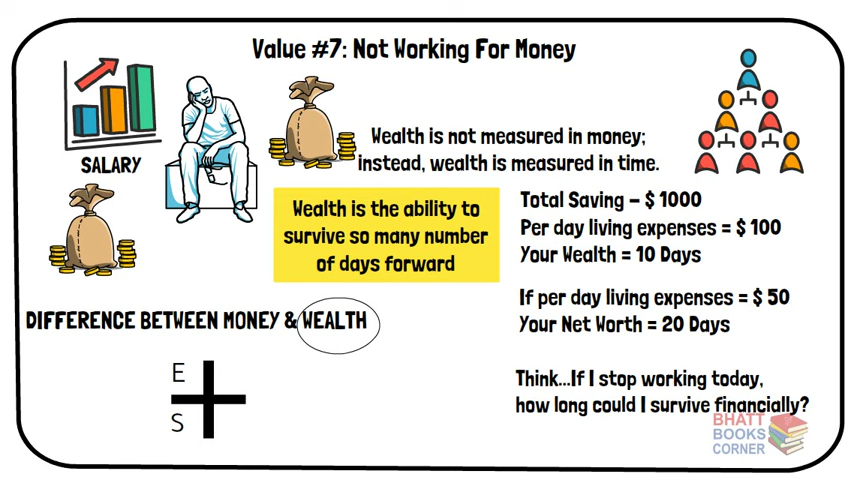 Value #7: Not Working For Money
SALARY
Wealth is not measured in money;
instead, wealth is measured in time.
Wealth is the ability to
survive so many number
of days forward
Total Saving – $ 1000
Per day living expenses = $ 100
Your Wealth = 10 Days
If per day living expenses = $ 50
Your Net Worth = 20 Days
DIFFERENCE BETWEEN MONEY & WEALTH
E
S
Think...If I stop working today,
how long could I survive financially?
BHATT
BOOKS
CORNER